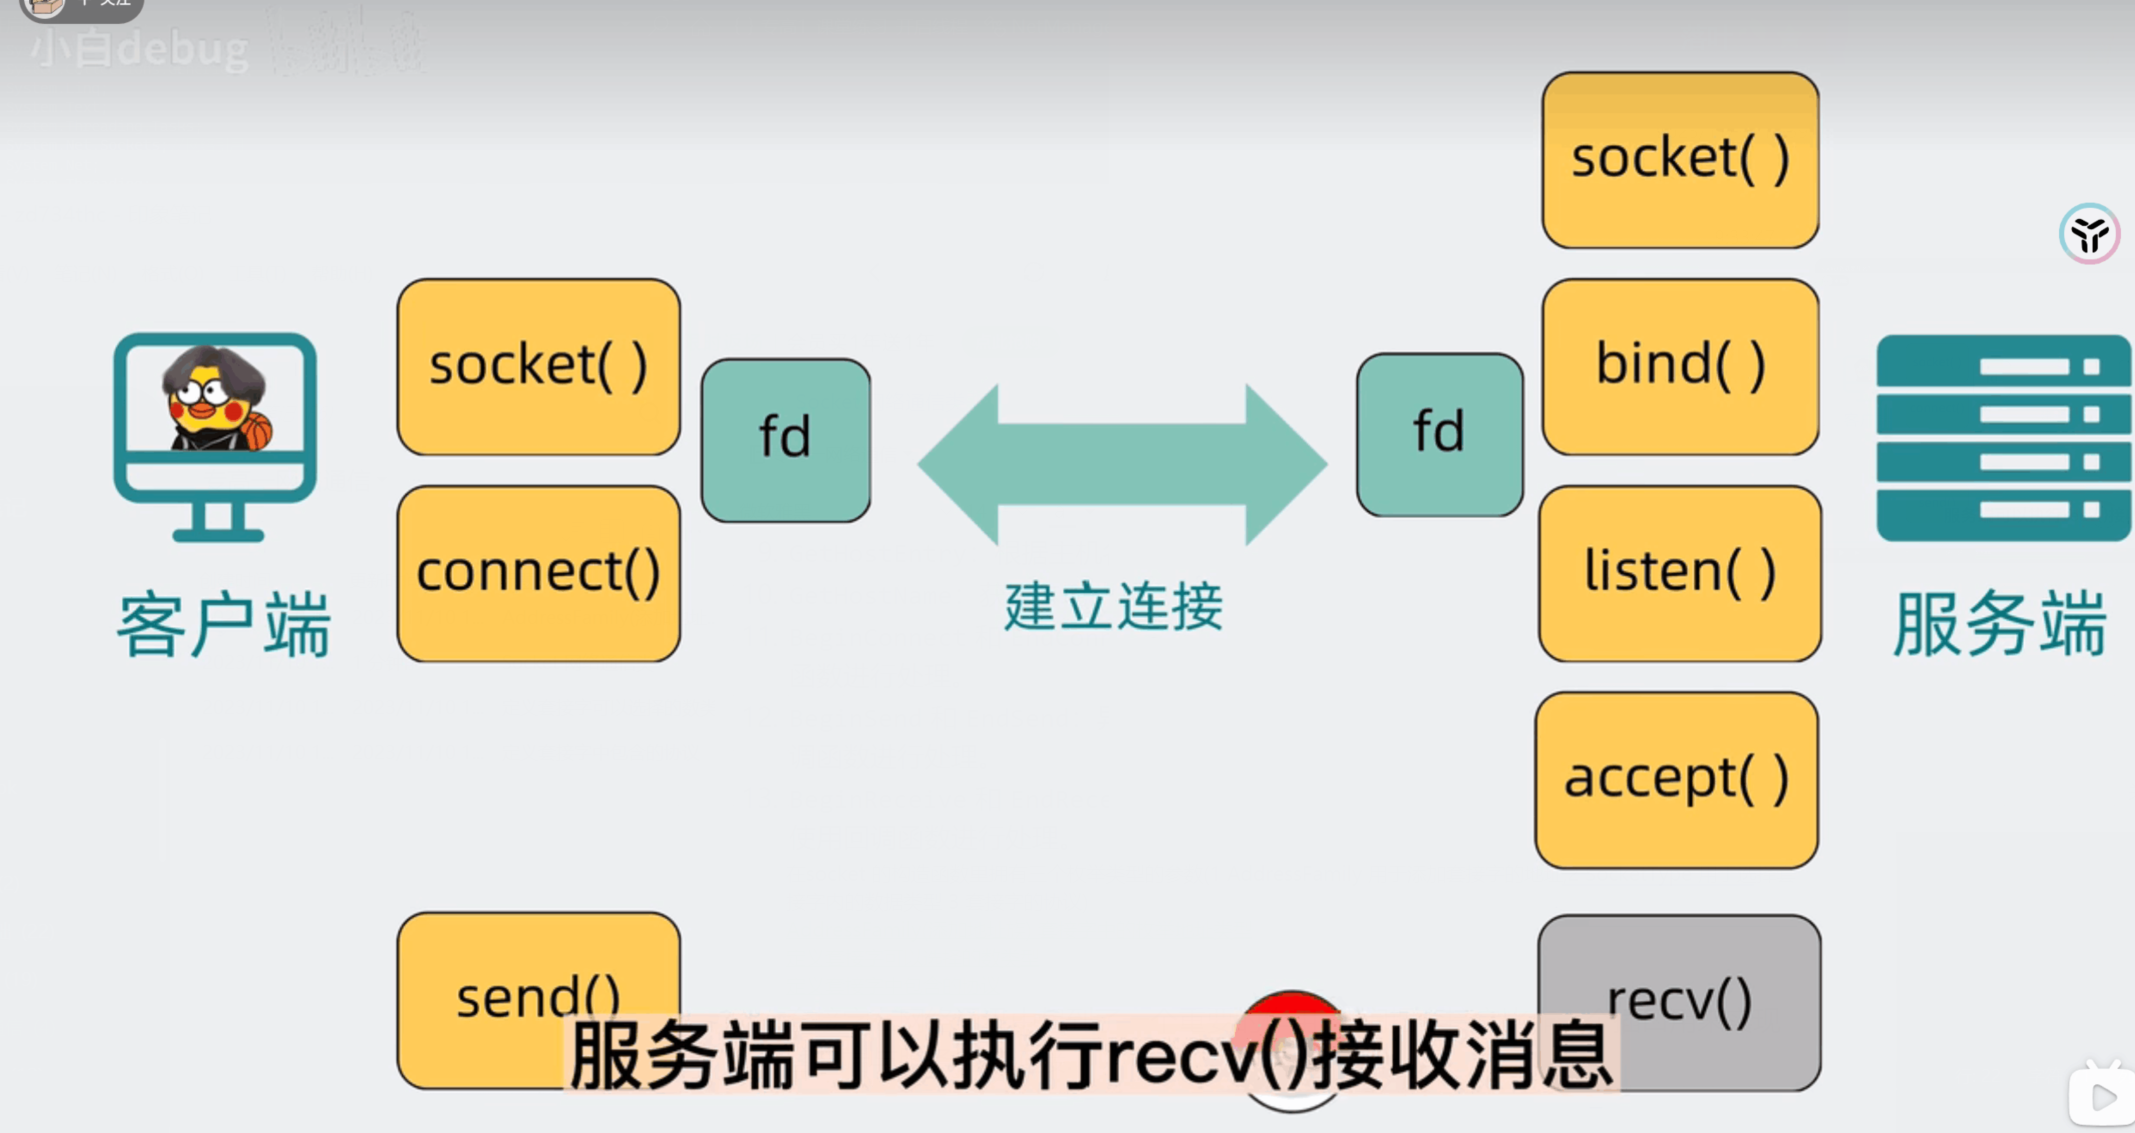 小白debug
socket( )
socket( )
bind( )
fd
fd
connect()
listen( )
建立连接
客户端
服务端
accept( )
send()
recv()
服务端可以执行recv()接收消息